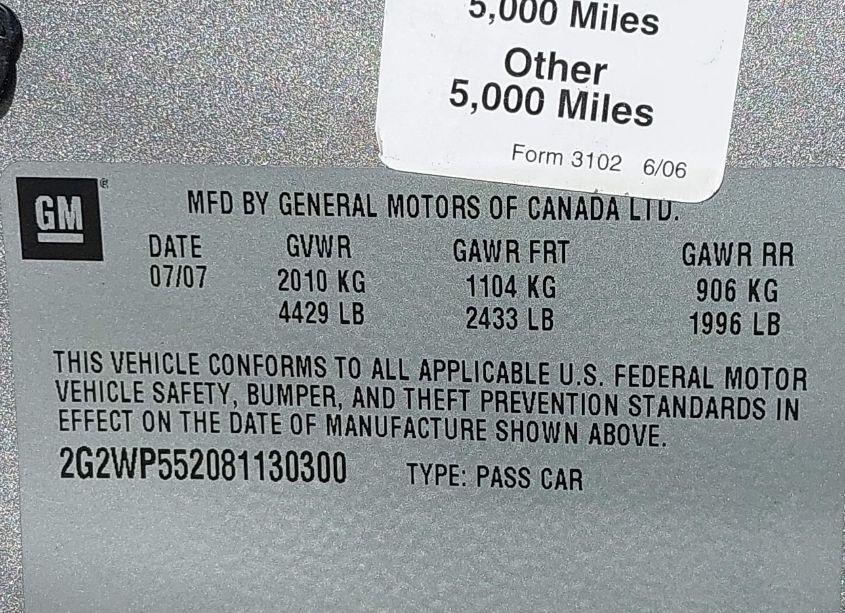 5,000 Miles
Other
5,000 Miles
Form 3102 6/06
GM
MFD BY GENERAL MOTORS OF CANADA LTD.
DATE GVWR GAWR FRT GAWR RR
07/07 2010 KG 1104 KG 906 KG
4429 LB 2433 LB 1996 LB
THIS VEHICLE CONFORMS TO ALL APPLICABLE U.S. FEDERAL MOTOR
VEHICLE SAFETY, BUMPER, AND THEFT PREVENTION STANDARDS IN
EFFECT ON THE DATE OF MANUFACTURE SHOWN ABOVE.
2G2WP552081130300 TYPE: PASS CAR